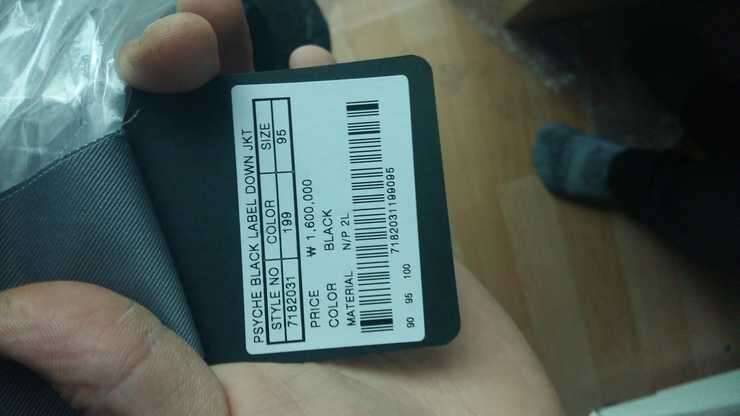 PSYCHE BLACK LABEL DOWN JKT
STYLE NO COLOR SIZE
7182031 199 95
PRICE ₩ 1,600,000
COLOR BLACK
MATERIAL N/P 2L
7182031199095
90 95 100